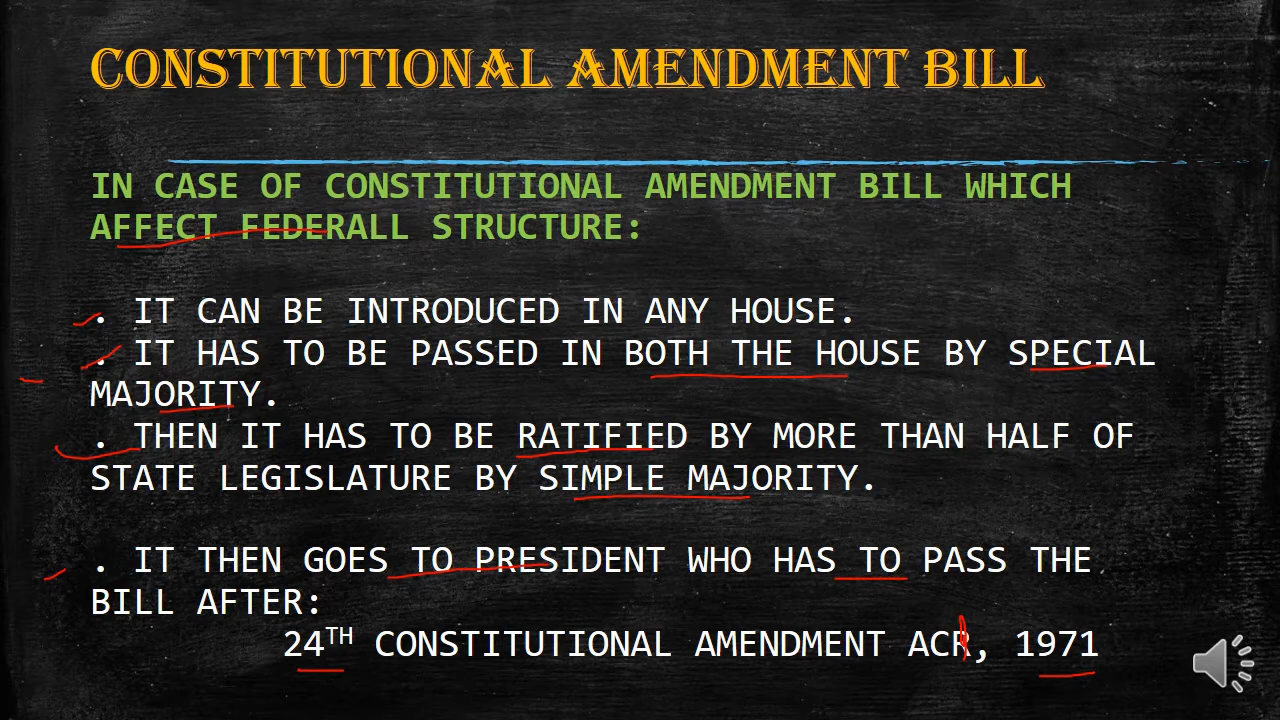 CONSTITUTIONAL AMENDMENT BILL
IN CASE OF CONSTITUTIONAL AMENDMENT BILL WHICH
AFFECT FEDERALL STRUCTURE:
. IT CAN BE INTRODUCED IN ANY HOUSE.
. IT HAS TO BE PASSED IN BOTH THE HOUSE BY SPECIAL
MAJORITY.
. THEN IT HAS TO BE RATIFIED BY MORE THAN HALF OF
STATE LEGISLATURE BY SIMPLE MAJORITY.
. IT THEN GOES TO PRESIDENT WHO HAS TO PASS THE
BILL AFTER:
24TH CONSTITUTIONAL AMENDMENT ACR, 1971